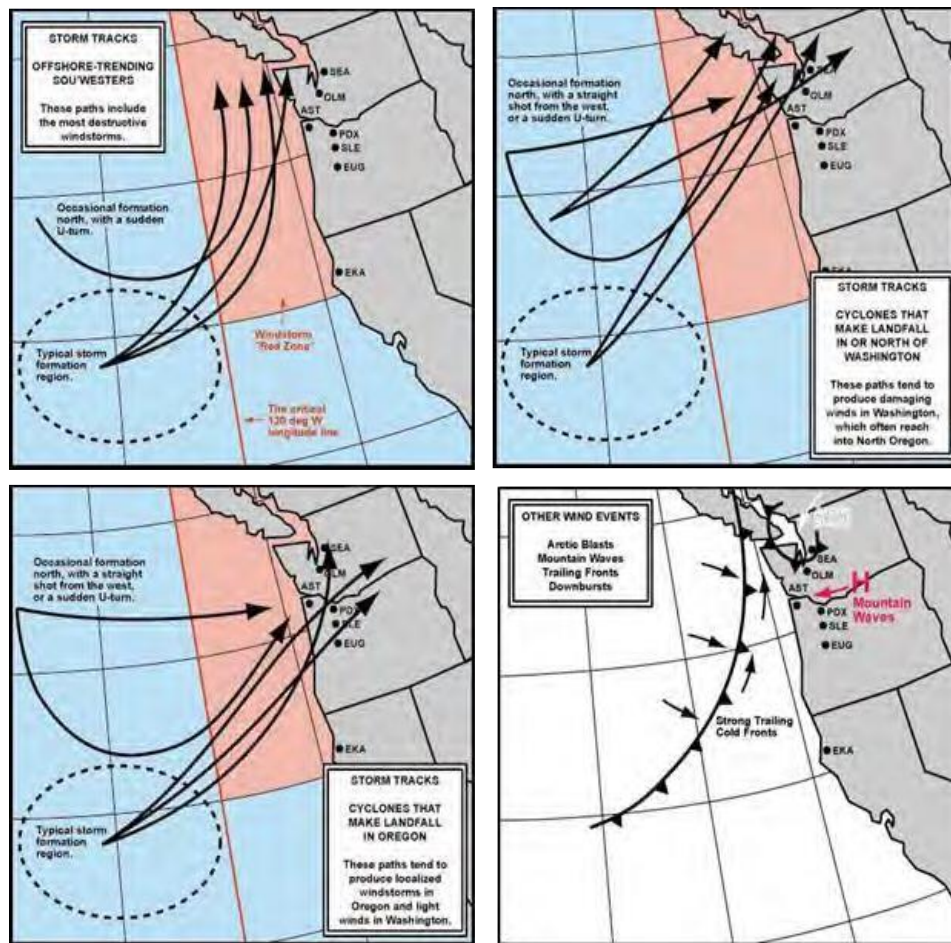 STORM TRACKS
OFFSHORE-TRENDING
SOU'WESTERS
These paths include
the most destructive
windstorms.
SEA
OLM
AST
PDX
SLE
EUG
Occasional formation
north, with a sudden
U-turn.
EKA
Typical storm
formation
region.
Windstorm
"Red Zone"
The critical
130 deg W
longitude line
Occasional formation
north, with a straight
shot from the west,
or a sudden U-turn.
OLM
AST
PDX
SLE
EUG
EKA
Typical storm
formation
region.
STORM TRACKS
CYCLONES THAT
MAKE LANDFALL
IN OR NORTH OF
WASHINGTON
These paths tend to
produce damaging
winds in Washington,
which often reach
into North Oregon.
Occasional formation
north, with a straight
shot from the west,
or a sudden U-turn.
SEA
OLM
AST
PDX
SLE
EUG
EKA
Typical storm
formation
region.
STORM TRACKS
CYCLONES THAT
MAKE LANDFALL
IN OREGON
These paths tend to
produce localized
windstorms in
Oregon and light
winds in Washington.
OTHER WIND EVENTS
Arctic Blasts
Mountain Waves
Trailing Fronts
Downbursts
SEA
OLM
AST
H
Mountain
Waves
PDX
SLE
EUG
Strong Trailing
Cold Fronts
EKA